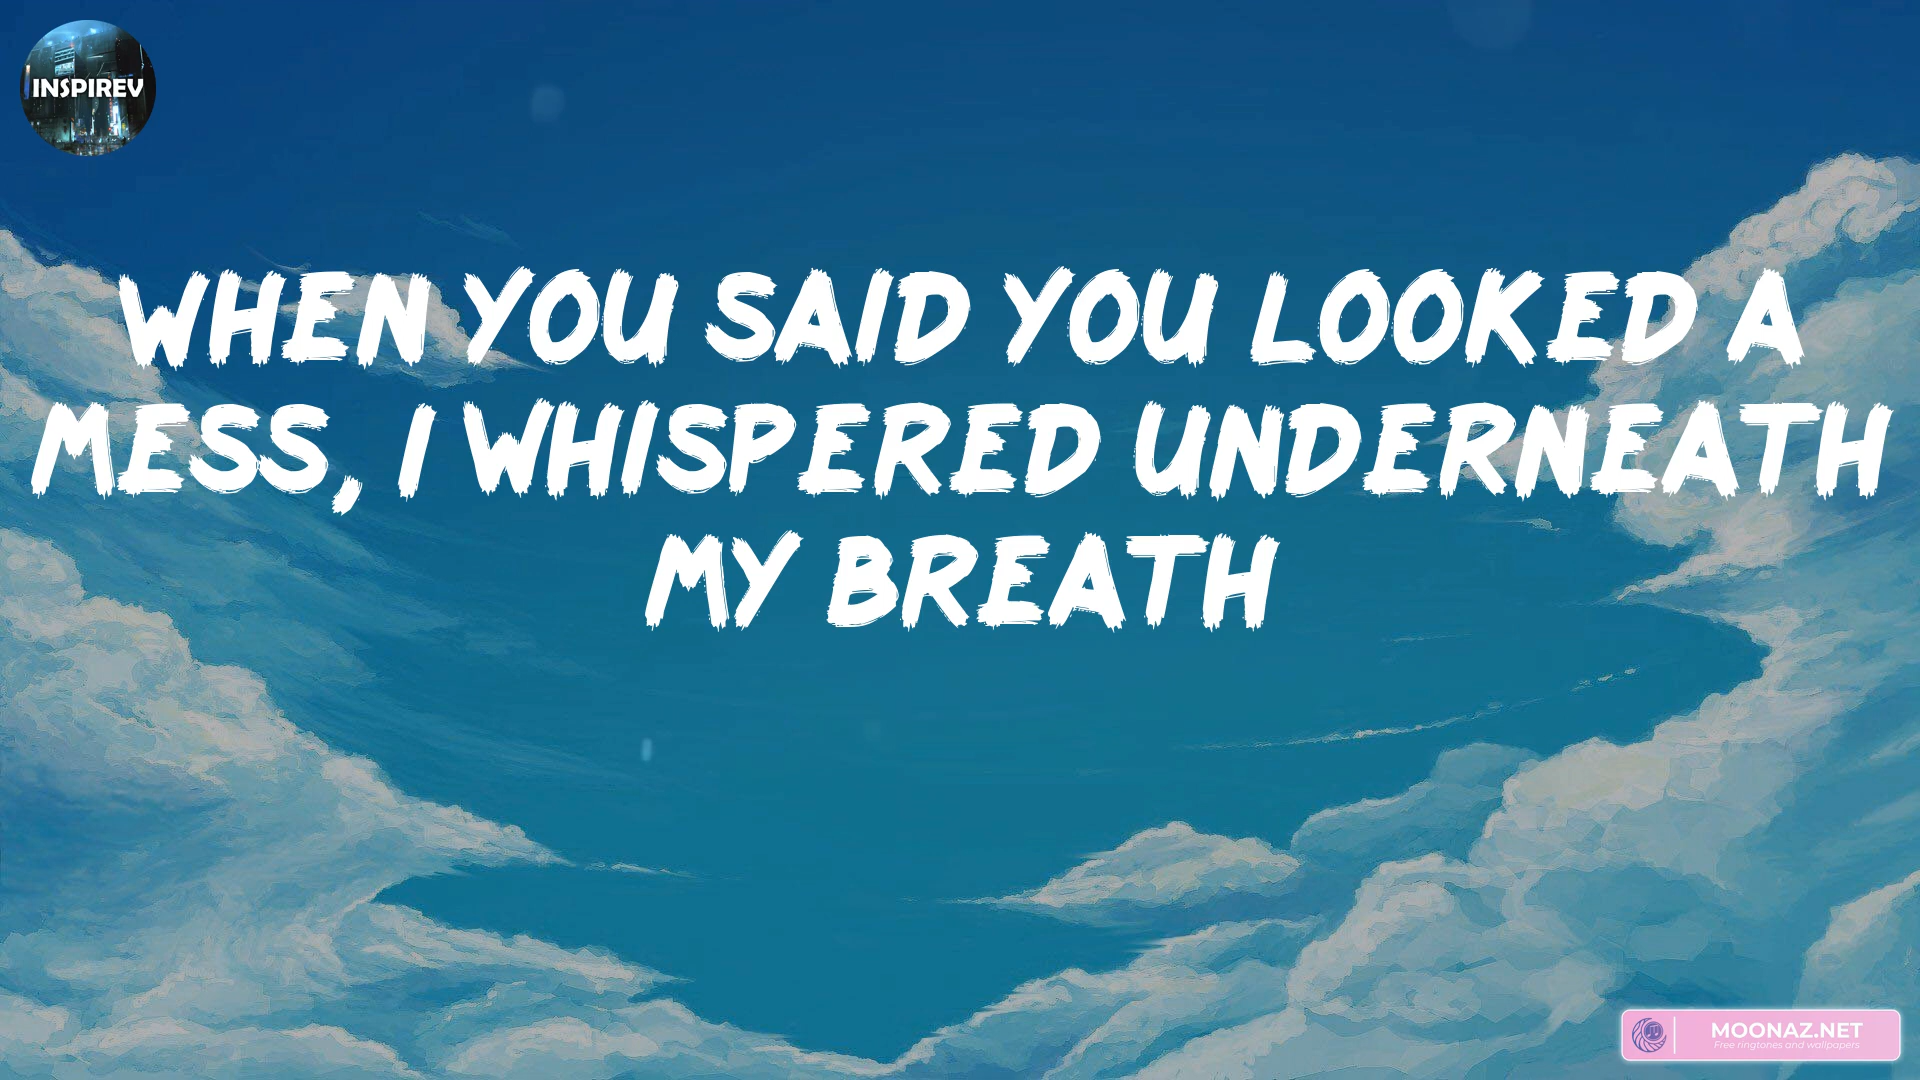 INSPIREV
WHEN YOU SAID YOU LOOKED A
MESS, I WHISPERED UNDERNEATH
MY BREATH
MOONAZ.NET
Free ringtones and wallpapers